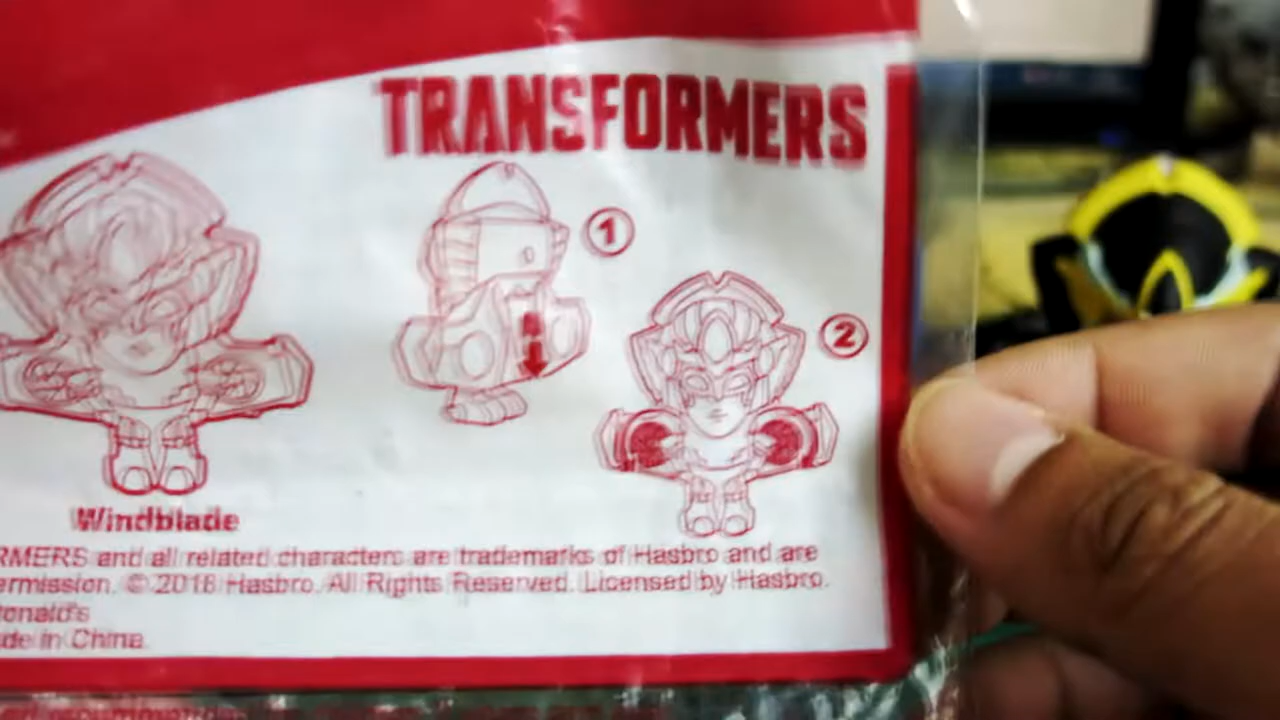 TRANSFORMERS
1
2
Windblade
RMERS and all related characters are trademarks of Hasbro and are
ermission. © 2018 Hasbro. All Rights Reserved. Licensed by Hasbro.
onald's
de in China.